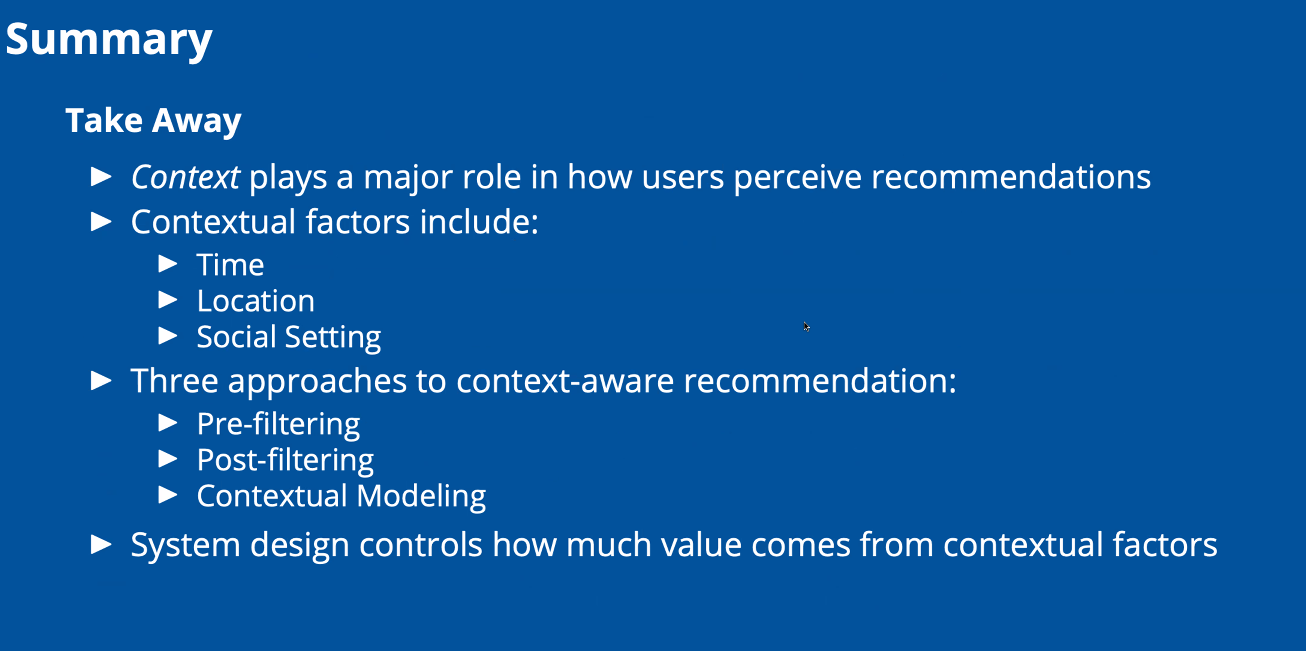 Summary
Take Away
► Context plays a major role in how users perceive recommendations
► Contextual factors include:
► Time
► Location
► Social Setting
► Three approaches to context-aware recommendation:
► Pre-filtering
► Post-filtering
► Contextual Modeling
► System design controls how much value comes from contextual factors